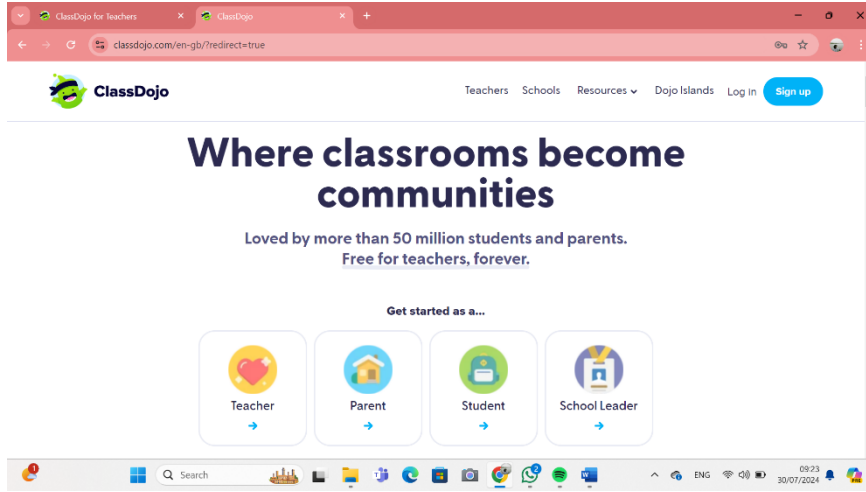 ClassDojo for Teachers ClassDojo
classdojo.com/en-gb/?redirect=true
ClassDojo Teachers Schools Resources Dojo Islands Log in Sign up
Where classrooms become
communities
Loved by more than 50 million students and parents.
Free for teachers, forever.
Get started as a...
Teacher Parent Student School Leader
1 Search 2 ENG 09:23
30/07/2024